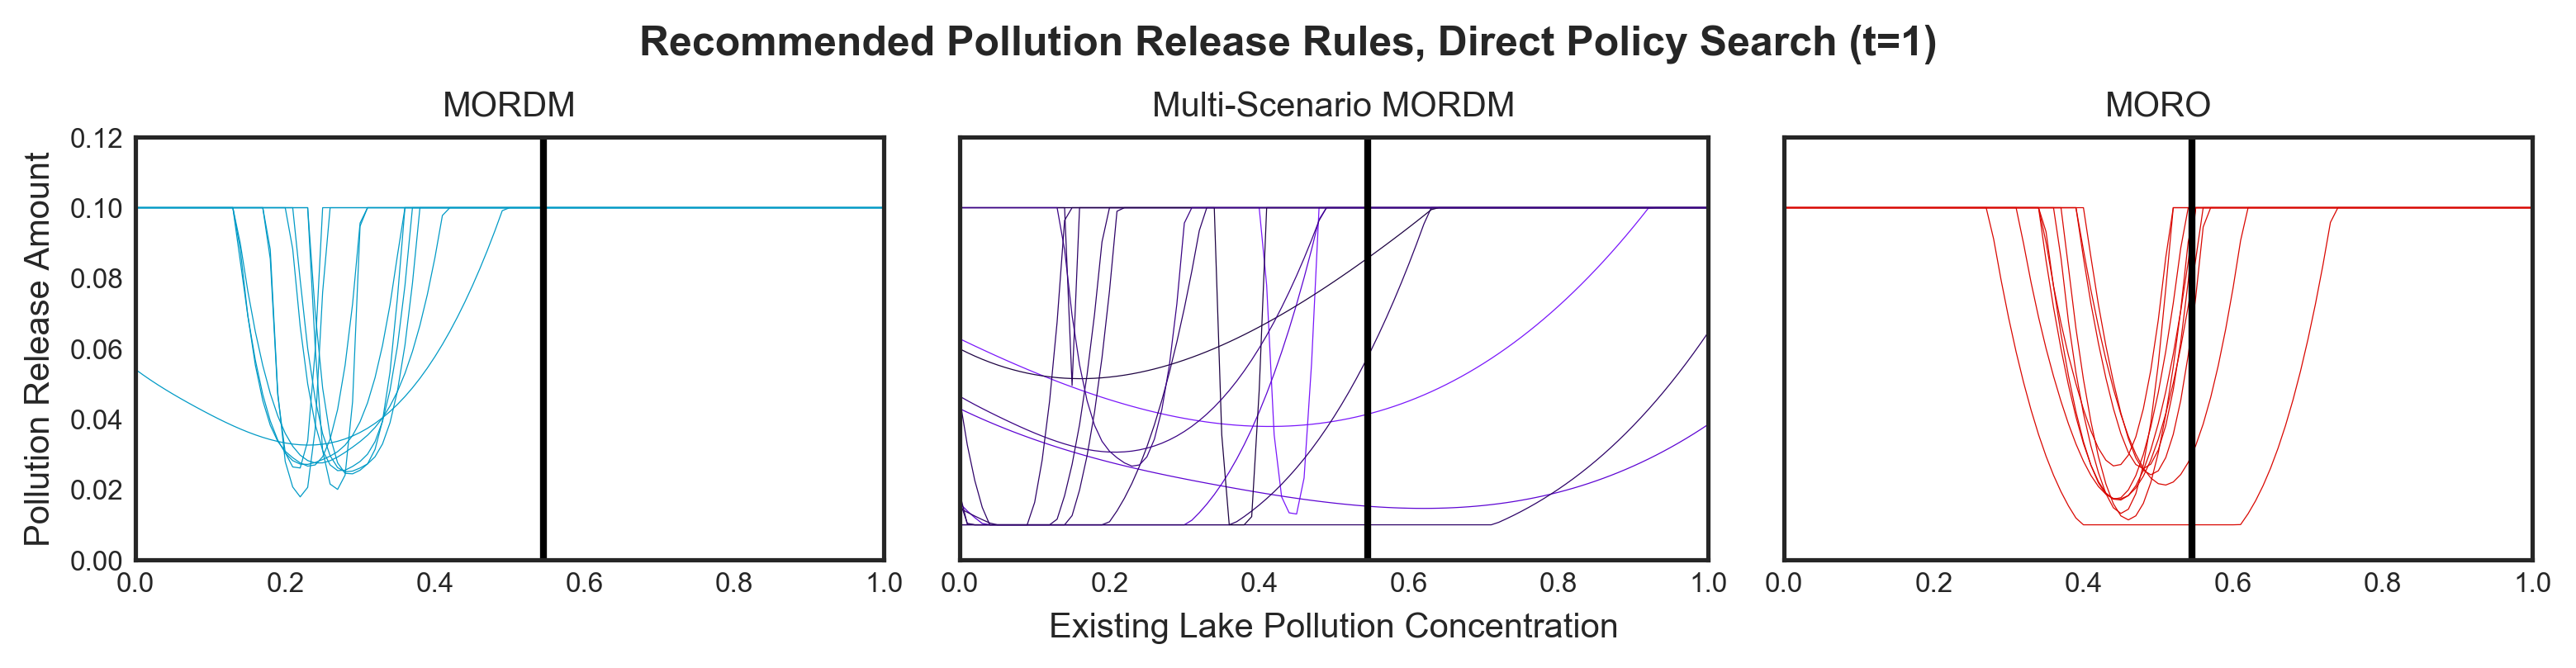 Recommended Pollution Release Rules, Direct Policy Search (t=1)
MORDM
Multi-Scenario MORDM
MORO
Pollution Release Amount
0.12
0.10
0.08
0.06
0.04
0.02
0.00
0.0 0.2 0.4 0.6 0.8 1.0
0.0 0.2 0.4 0.6 0.8 1.0
0.0 0.2 0.4 0.6 0.8 1.0
Existing Lake Pollution Concentration